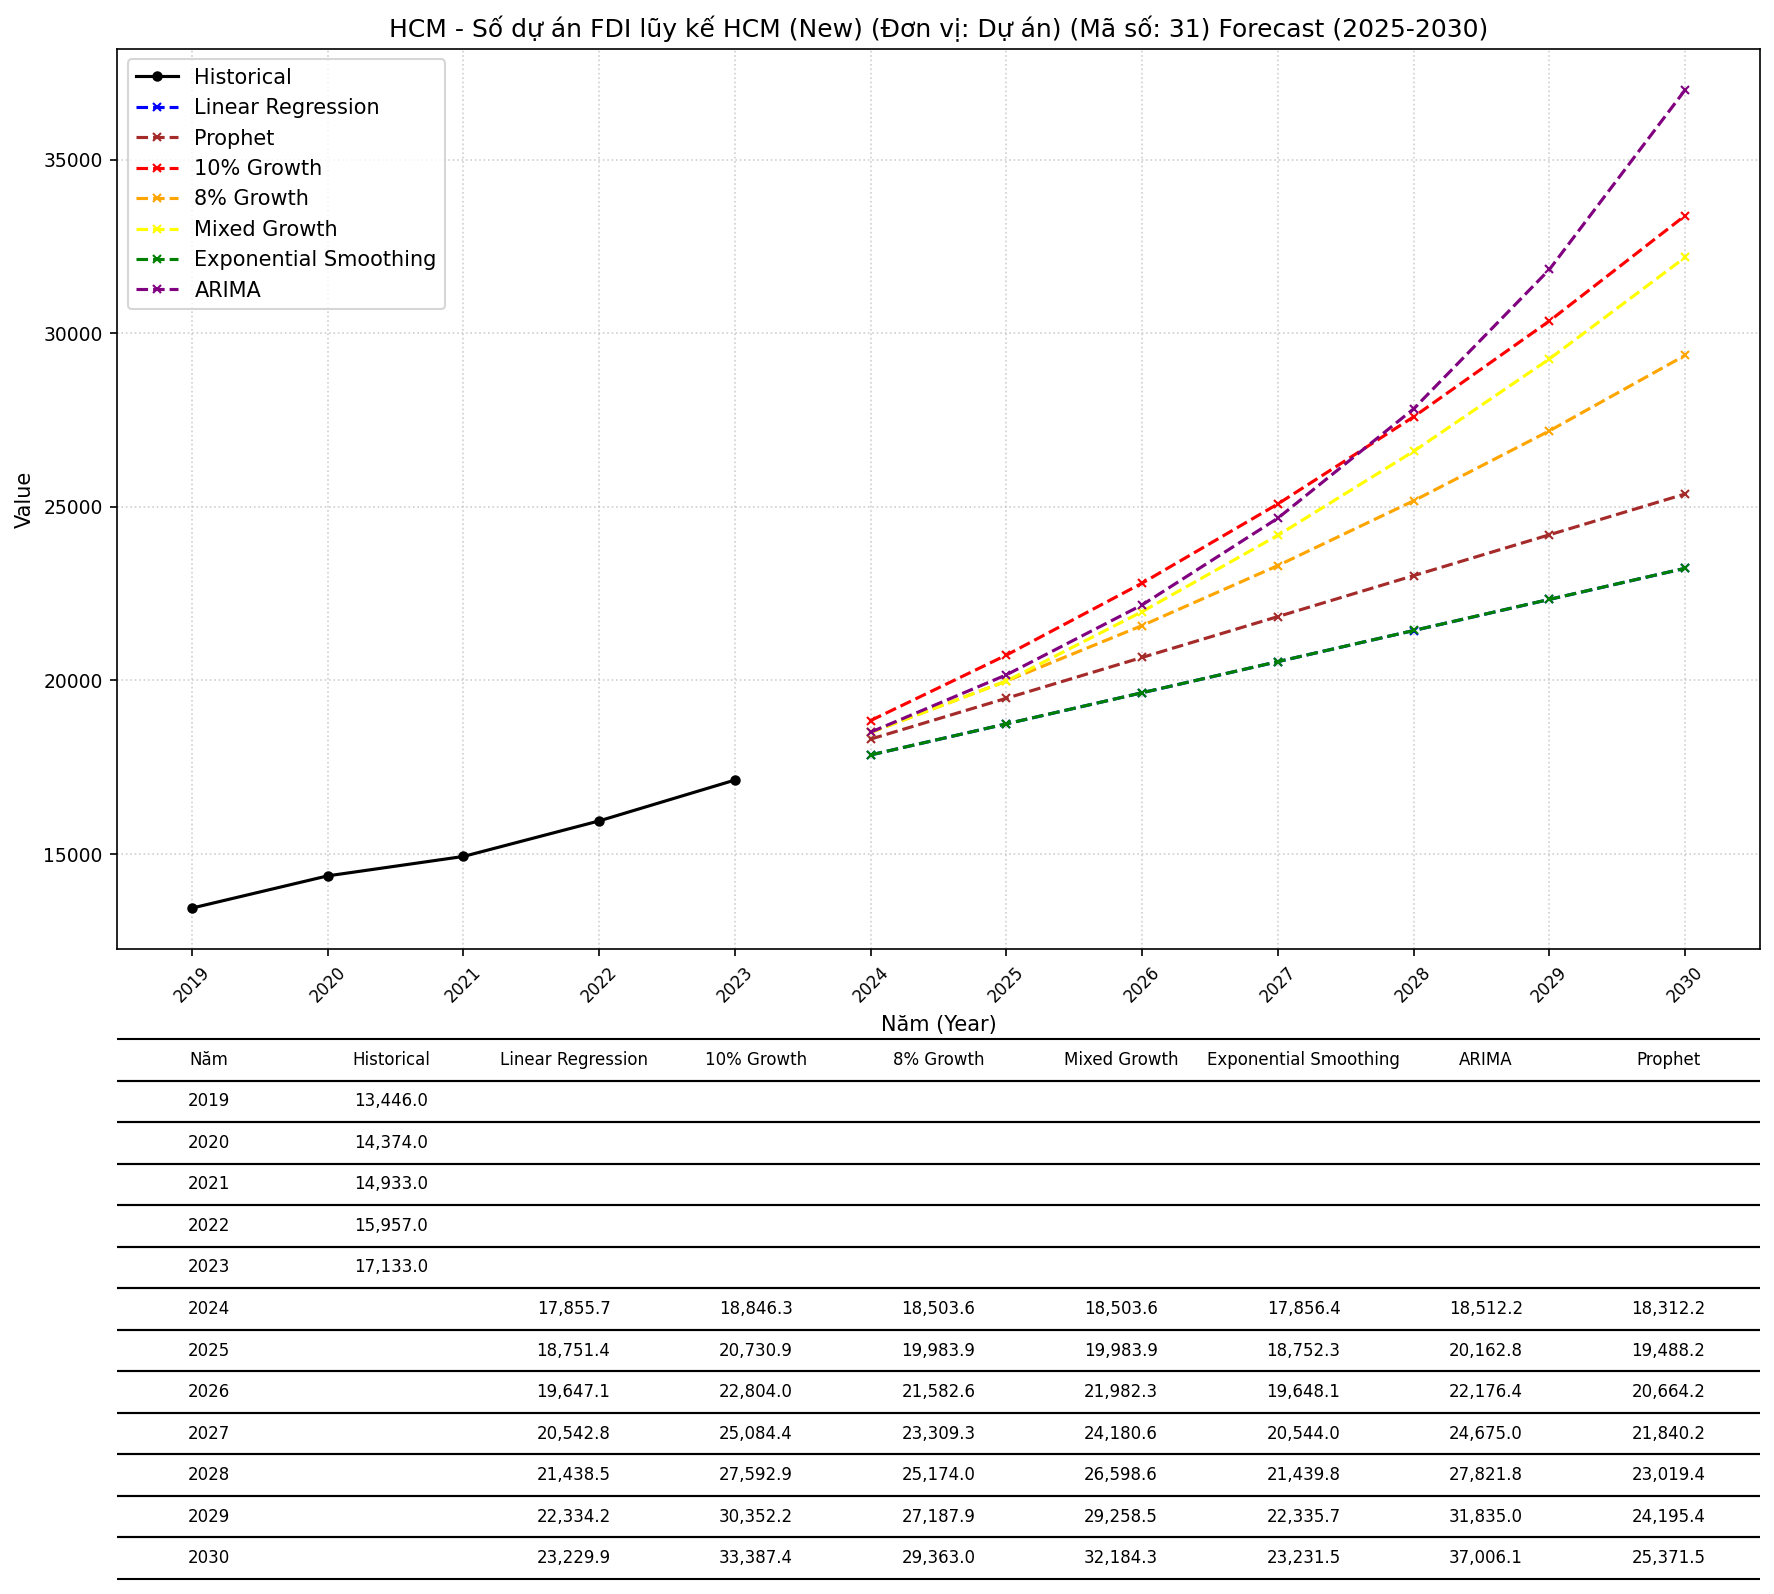 HCM - Số dự án FDI lũy kế HCM (New) (Đơn vị: Dự án) (Mã số: 31) Forecast (2025-2030)
Historical
Linear Regression
Prophet
10% Growth
8% Growth
Mixed Growth
Exponential Smoothing
ARIMA
Value
35000
30000
25000
20000
15000
2019 2020 2021 2022 2023 2024 2025 2026 2027 2028 2029 2030
Năm (Year)
Năm Historical Linear Regression 10% Growth 8% Growth Mixed Growth Exponential Smoothing ARIMA Prophet
2019 13,446.0
2020 14,374.0
2021 14,933.0
2022 15,957.0
2023 17,133.0
2024 17,855.7 18,846.3 18,503.6 18,503.6 17,856.4 18,512.2 18,312.2
2025 18,751.4 20,730.9 19,983.9 19,983.9 18,752.3 20,162.8 19,488.2
2026 19,647.1 22,804.0 21,582.6 21,982.3 19,648.1 22,176.4 20,664.2
2027 20,542.8 25,084.4 23,309.3 24,180.6 20,544.0 24,675.0 21,840.2
2028 21,438.5 27,592.9 25,174.0 26,598.6 21,439.8 27,821.8 23,019.4
2029 22,334.2 30,352.2 27,187.9 29,258.5 22,335.7 31,835.0 24,195.4
2030 23,229.9 33,387.4 29,363.0 32,184.3 23,231.5 37,006.1 25,371.5